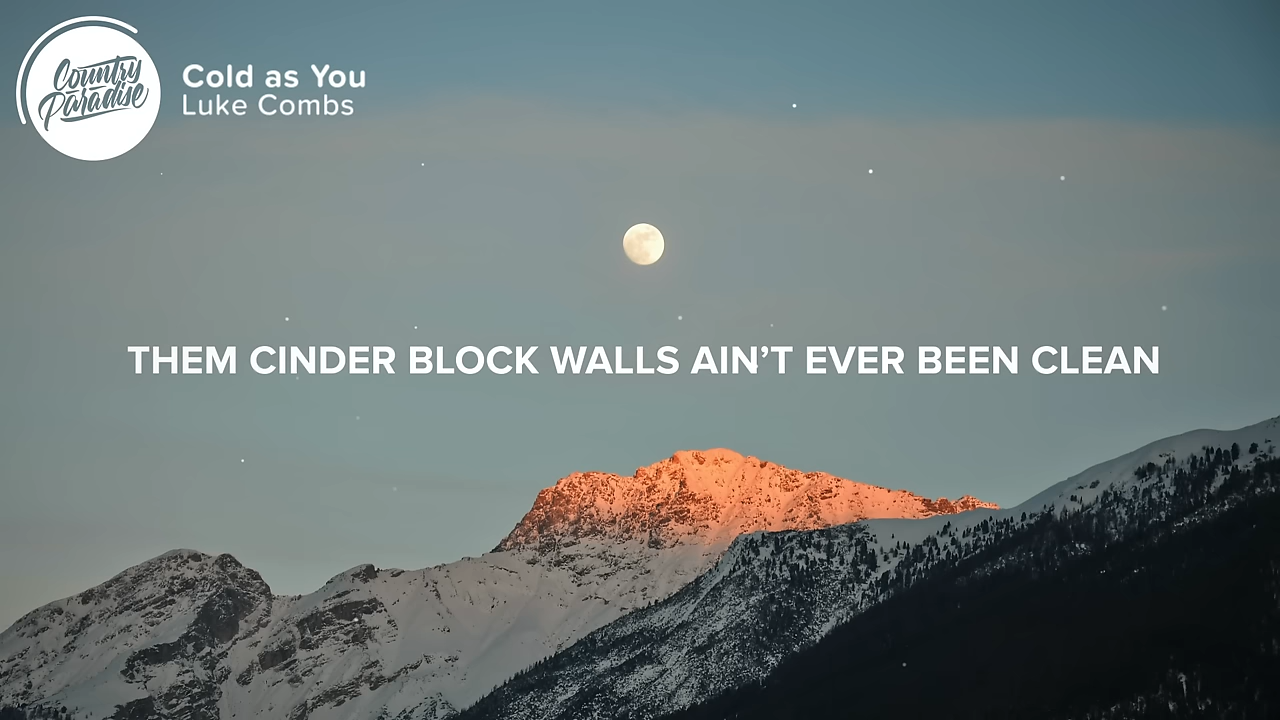 Country
Paradise
Cold as You
Luke Combs
THEM CINDER BLOCK WALLS AIN’T EVER BEEN CLEAN